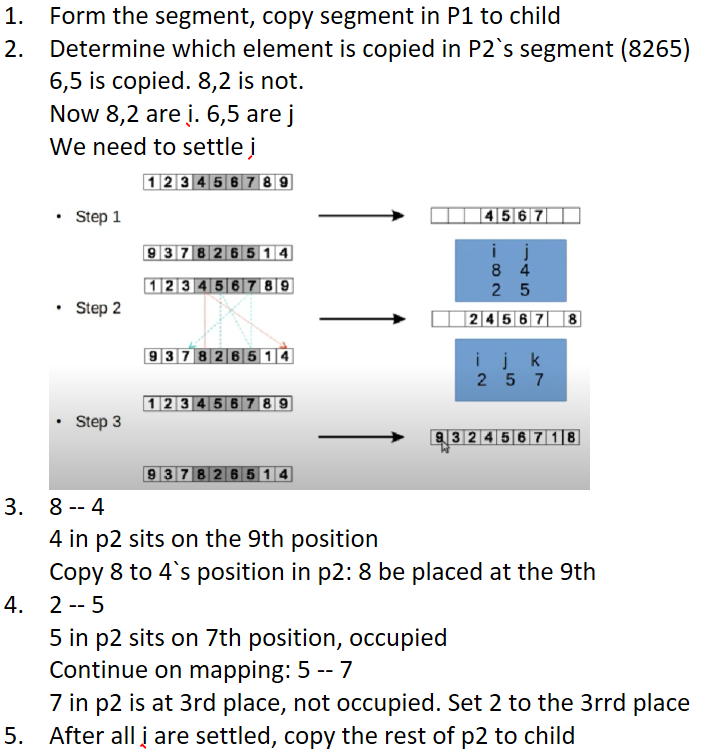 1. Form the segment, copy segment in P1 to child
2. Determine which element is copied in P2`s segment (8265)
6,5 is copied. 8,2 is not.
Now 8,2 are i. 6,5 are j
We need to settle j
1 2 3 4 5 6 7 8 9
• Step 1
4 5 6 7
9 3 7 8 2 6 5 1 4
i j
8 4
2 5
1 2 3 4 5 6 7 8 9
• Step 2
2 4 5 6 7 8
9 3 7 8 2 6 5 1 4
i j k
2 5 7
1 2 3 4 5 6 7 8 9
• Step 3
9 3 2 4 5 6 7 1 8
9 3 7 8 2 6 5 1 4
3. 8 -- 4
4 in p2 sits on the 9th position
Copy 8 to 4`s position in p2: 8 be placed at the 9th
4. 2 -- 5
5 in p2 sits on 7th position, occupied
Continue on mapping: 5 -- 7
7 in p2 is at 3rd place, not occupied. Set 2 to the 3rrd place
5. After all i are settled, copy the rest of p2 to child